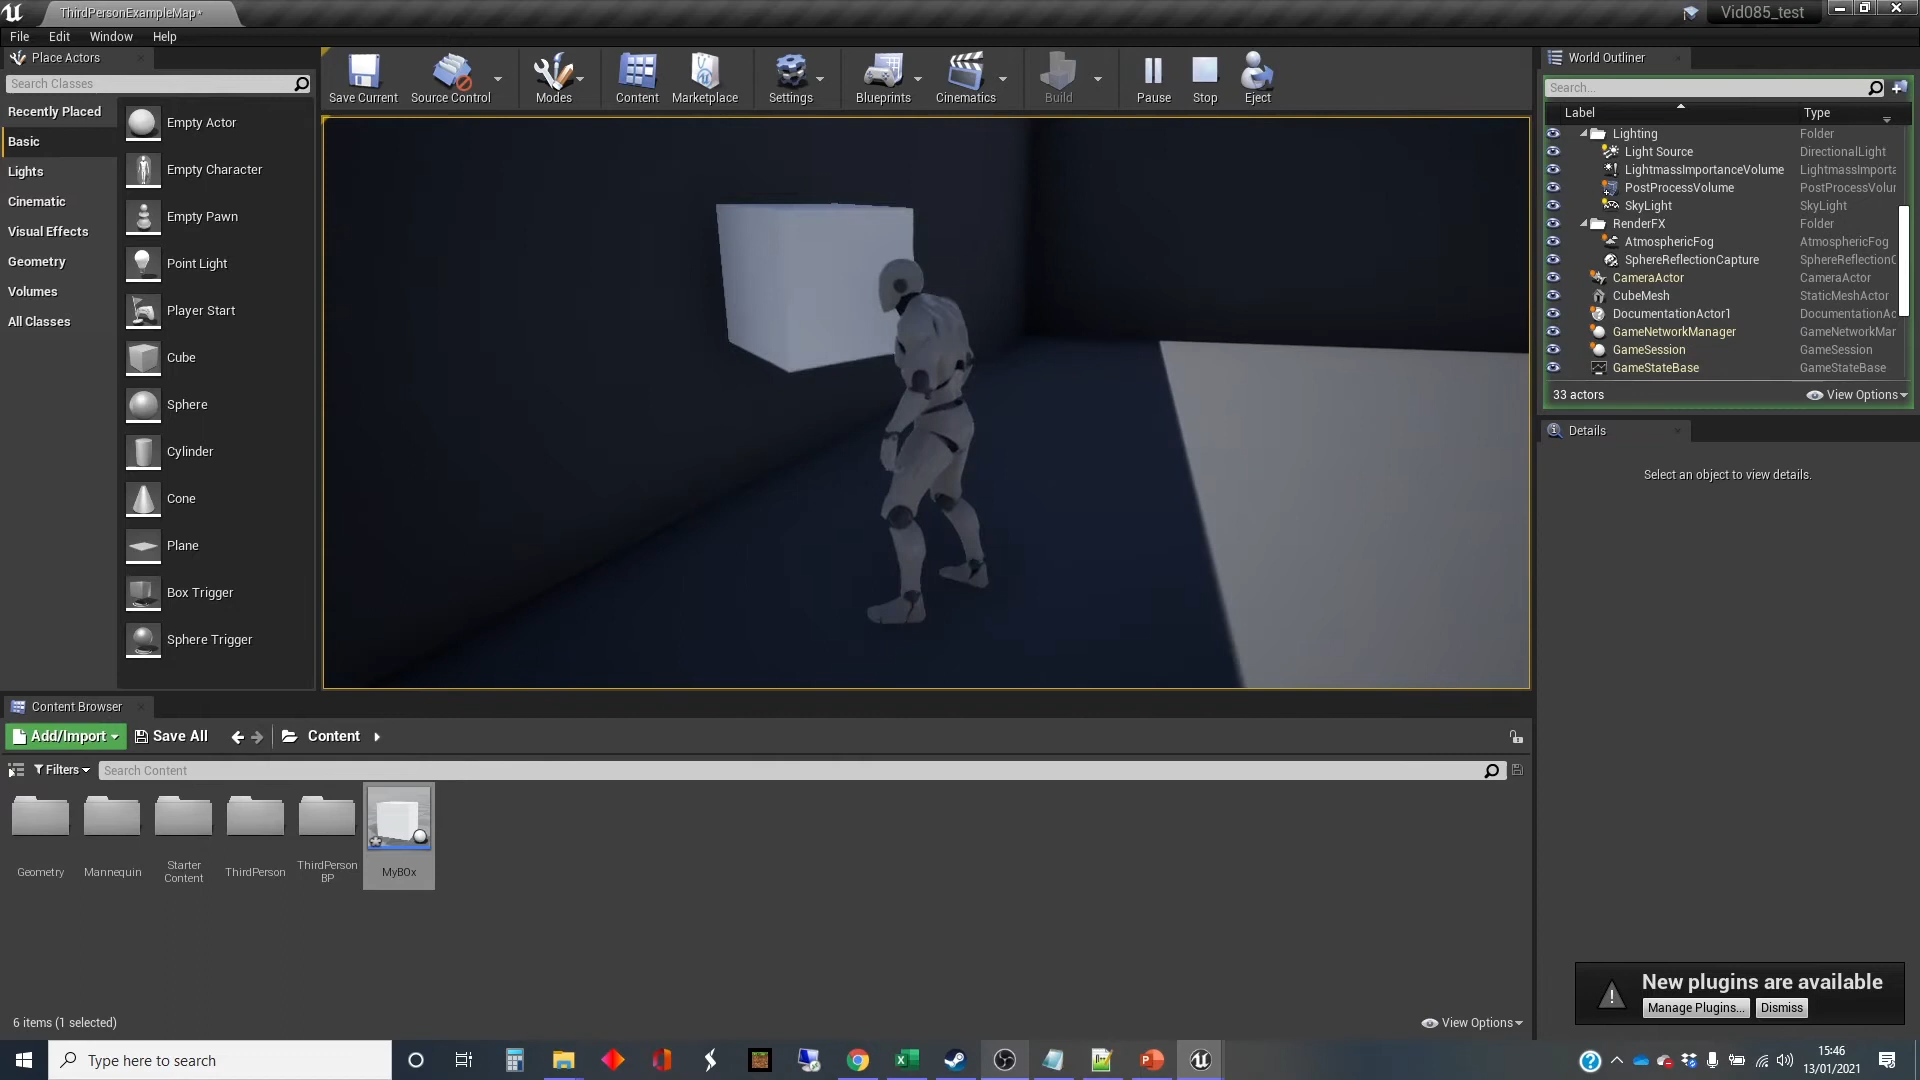 ThirdPersonExampleMap*
Vid085_test
File Edit Window Help
Place Actors
Search Classes
Recently Placed
Basic
Lights
Cinematic
Visual Effects
Geometry
Volumes
All Classes
Empty Actor
Empty Character
Empty Pawn
Point Light
Player Start
Cube
Sphere
Cylinder
Cone
Plane
Box Trigger
Sphere Trigger
Save Current
Source Control
Modes
Content
Marketplace
Settings
Blueprints
Cinematics
Build
Pause
Stop
Eject
World Outliner
Search...
Label Type
Lighting Folder
Light Source DirectionalLight
LightmassImportanceVolume LightmassImporta
PostProcessVolume PostProcessVolur
SkyLight SkyLight
RenderFX Folder
AtmosphericFog AtmosphericFog
SphereReflectionCapture SphereReflectionC
CameraActor CameraActor
CubeMesh StaticMeshActor
DocumentationActor1 DocumentationAc
GameNetworkManager GameNetworkMar
GameSession GameSession
GameStateBase GameStateBase
33 actors View Options
Details
Select an object to view details.
Content Browser
Add/Import Save All Content
Filters Search Content
Geometry
Mannequin
Starter
Content
ThirdPerson
ThirdPerson
BP
MyBOx
6 items (1 selected)
View Options
New plugins are available
Manage Plugins... Dismiss
Type here to search
15:46
13/01/2021